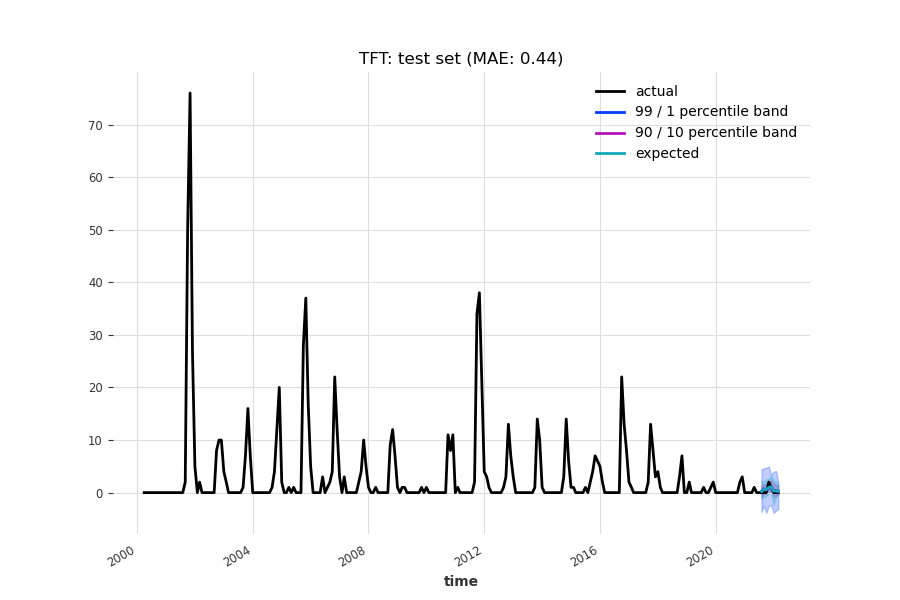 TFT: test set (MAE: 0.44)
actual
99 / 1 percentile band
90 / 10 percentile band
expected
70
60
50
40
30
20
10
0
2000
2004
2008
2012
2016
2020
time